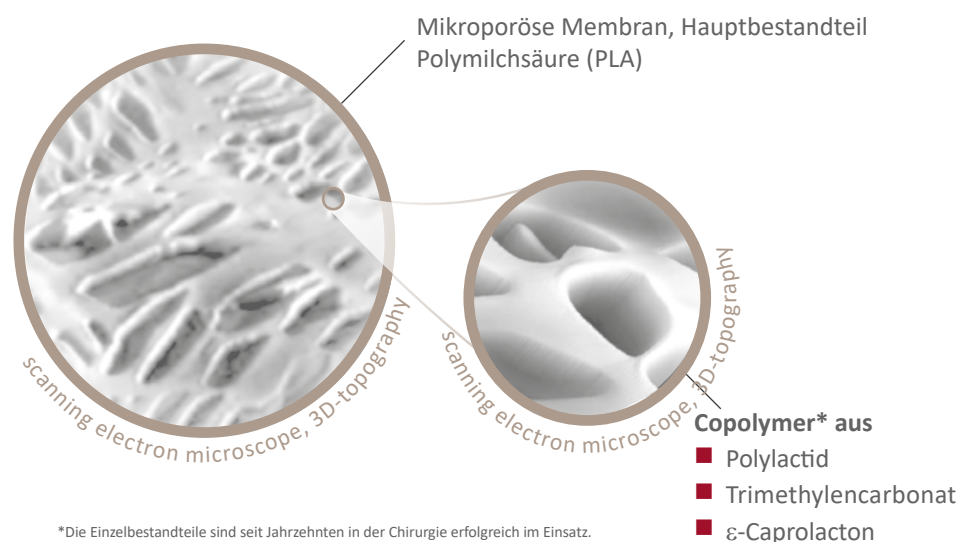 Mikroporöse Membran, Hauptbestandteil
Polymilchsäure (PLA)
scanning electron microscope, 3D-topography
scanning electron microscope, 3D-topography
Copolymer* aus
Polylactid
Trimethylencarbonat
ε-Caprolacton
*Die Einzelbestandteile sind seit Jahrzehnten in der Chirurgie erfolgreich im Einsatz.